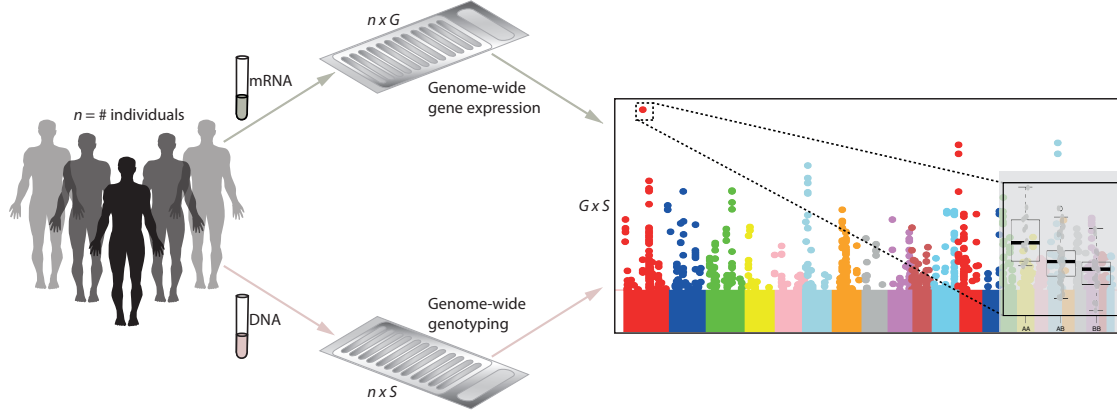 n x G
mRNA
Genome-wide
gene expression
n = # individuals
G x S
DNA
Genome-wide
genotyping
n x S
AA
AB
BB